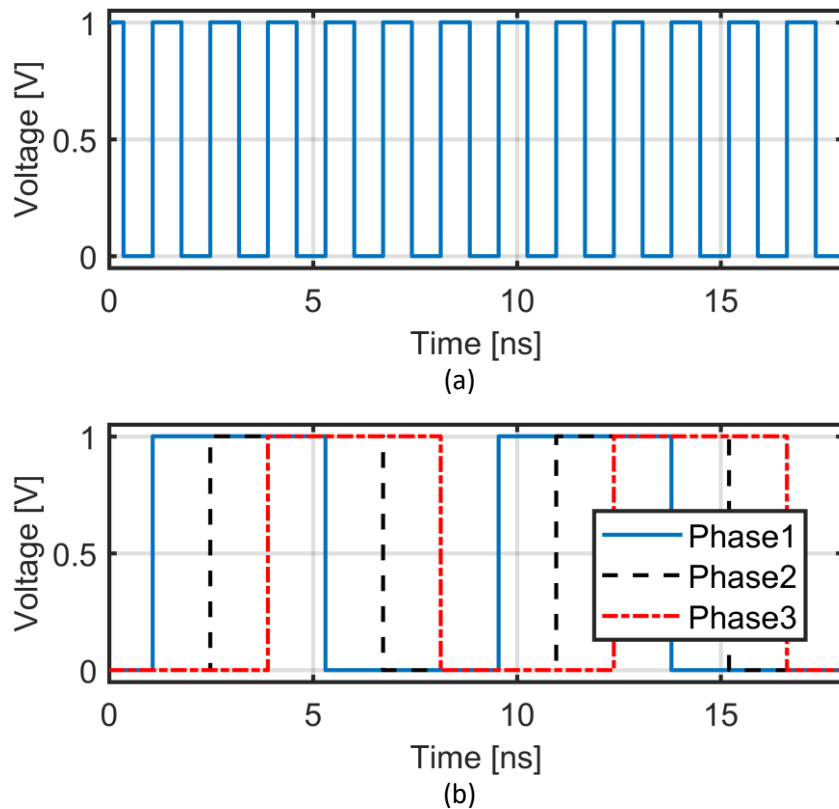 1
0.5
0
Voltage [V]
0 5 10 15
Time [ns]
(a)
1
0.5
0
Voltage [V]
Phase1
Phase2
Phase3
0 5 10 15
Time [ns]
(b)